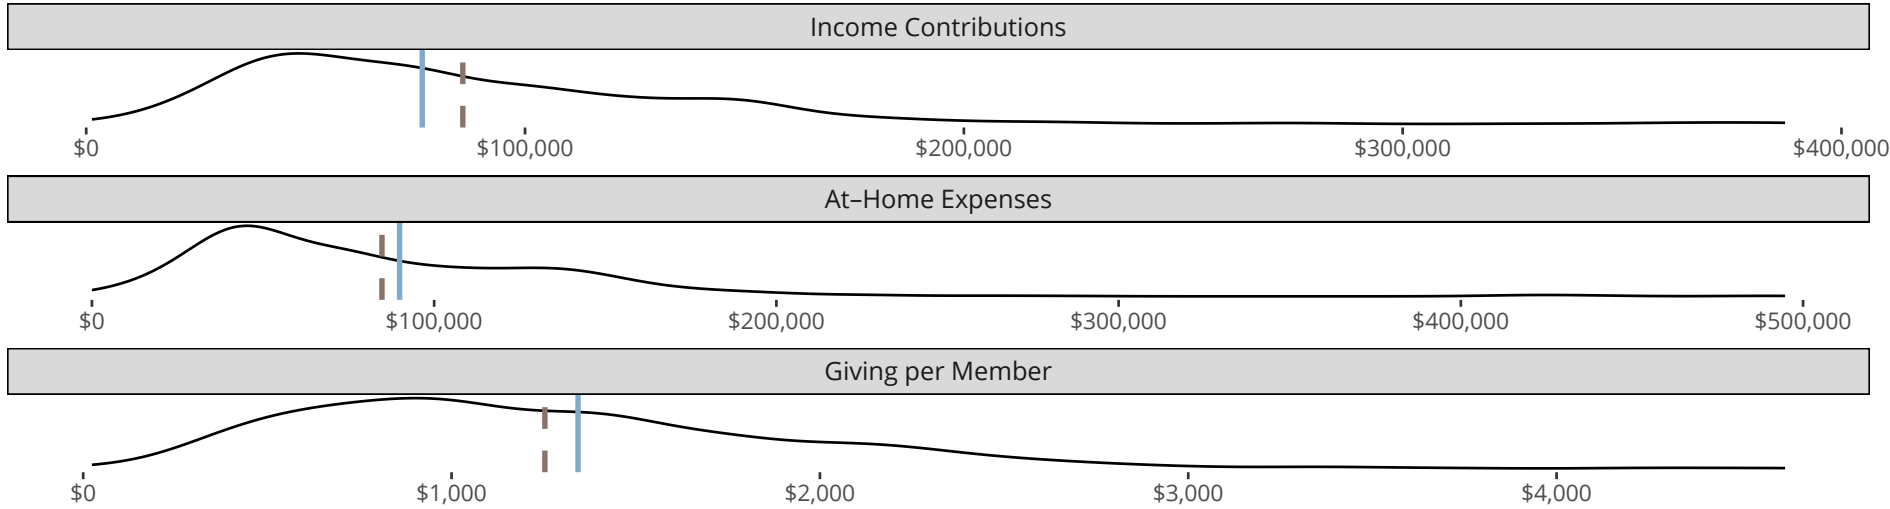 Income Contributions
$0 $100,000 $200,000 $300,000 $400,000
At–Home Expenses
$0 $100,000 $200,000 $300,000 $400,000 $500,000
Giving per Member
$0 $1,000 $2,000 $3,000 $4,000